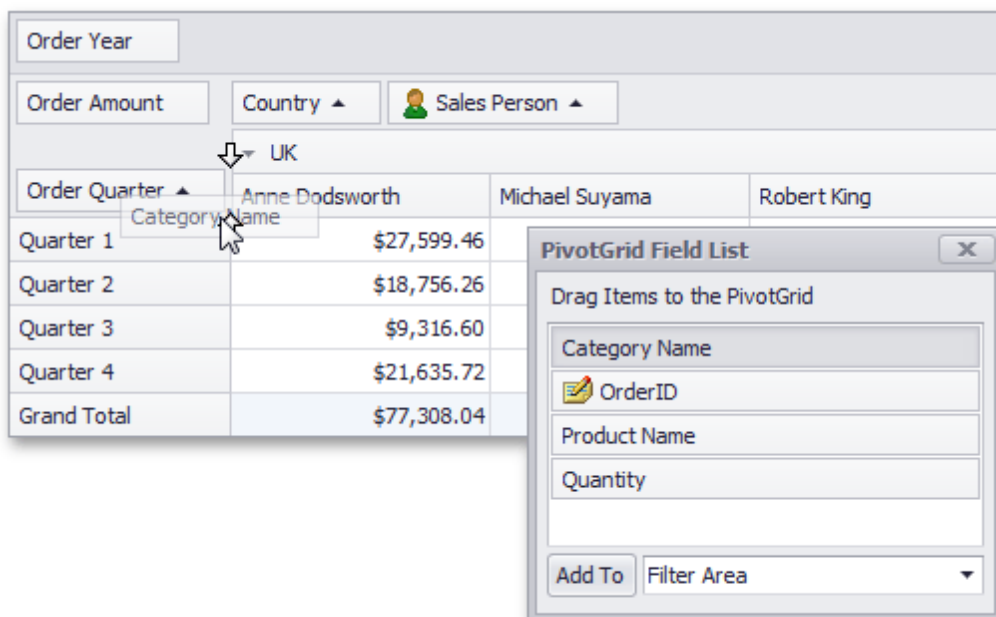 Order Year
Order Amount Country Sales Person
UK
Order Quarter Anne Dodsworth Michael Suyama Robert King
Category Name
Quarter 1 $27,599.46
Quarter 2 $18,756.26
Quarter 3 $9,316.60
Quarter 4 $21,635.72
Grand Total $77,308.04
PivotGrid Field List
Drag Items to the PivotGrid
Category Name
OrderID
Product Name
Quantity
Add To Filter Area